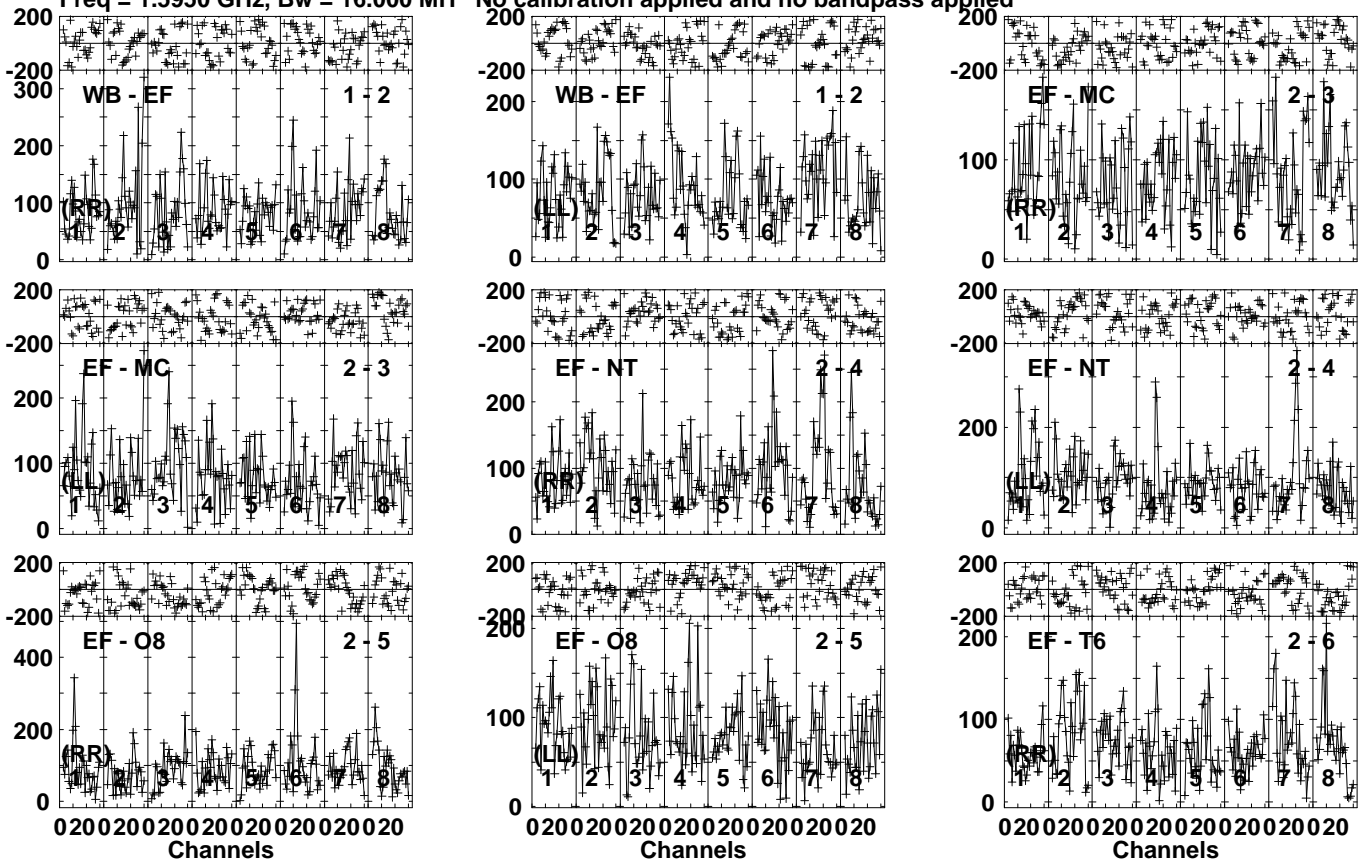 Freq = 1.5950 GHz, Bw = 16.000 MH No calibration applied and no bandpass applied
200 200 200
-200 -200 -200
300 WB - EF 1 - 2 200 WB - EF 1 - 2 EF - MC 2 - 3
200
100 100 100
(RR) (LL) (RR)
1 2 3 4 5 6 7 8 1 2 3 4 5 6 7 8 1 2 3 4 5 6 7 8
0 0 0
200 200 200
-200 -200 -200
EF - MC 2 - 3 EF - NT 2 - 4 EF - NT 2 - 4
200 200 200
100 100
(LL) (RR) (LL)
1 2 3 4 5 6 7 8 1 2 3 4 5 6 7 8 1 2 3 4 5 6 7 8
0 0 0
200 200 200
-200 -200 -200
EF - O8 2 - 5 200 EF - O8 2 - 5 200 EF - T6 2 - 6
400
200 100 100
(RR) (LL) (RR)
1 2 3 4 5 6 7 8 1 2 3 4 5 6 7 8 1 2 3 4 5 6 7 8
0 0 0
020020020020020020020020 020020020020020020020020 020020020020020020020020
Channels Channels Channels